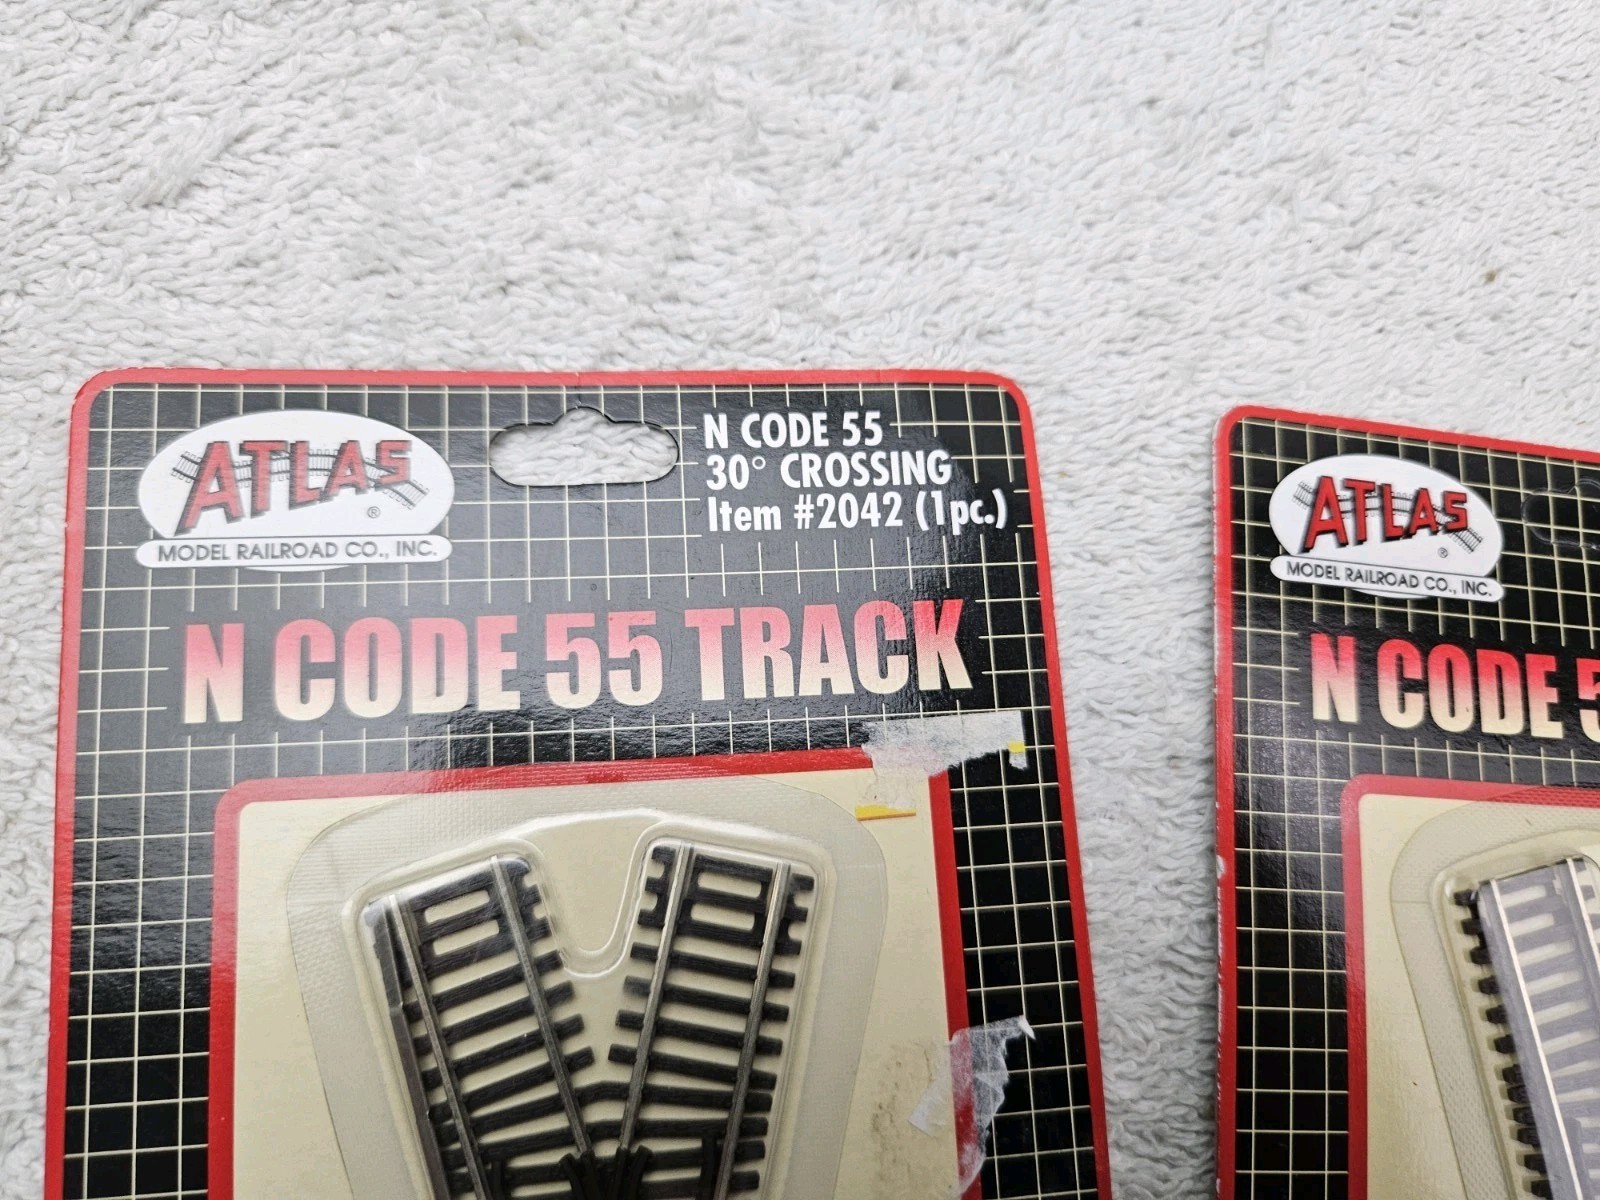 ATLAS®
MODEL RAILROAD CO., INC.
N CODE 55
30° CROSSING
Item #2042 (1pc.)
N CODE 55 TRACK
ATLAS®
MODEL RAILROAD CO., INC.
N CODE 5